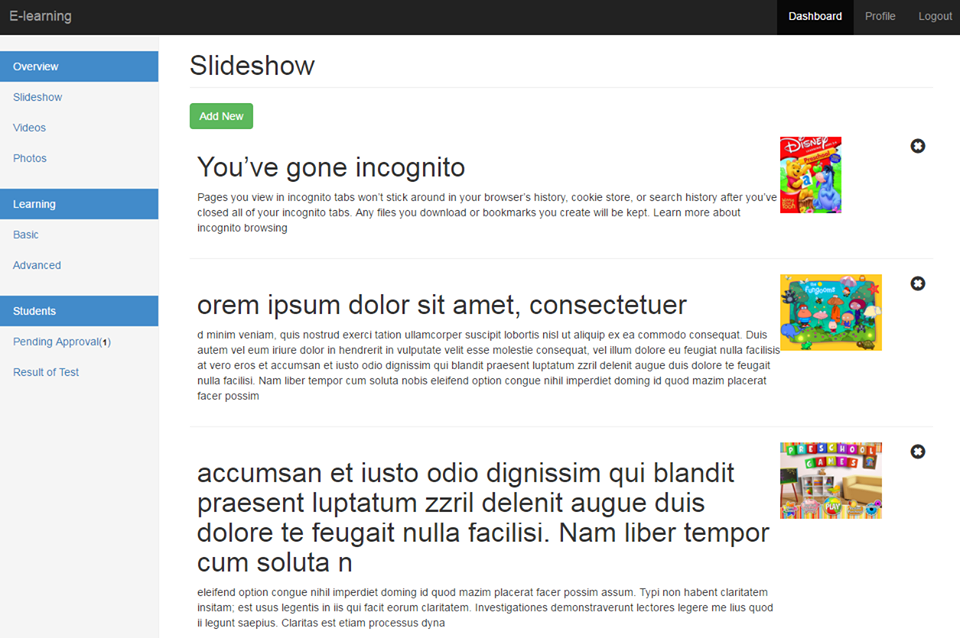 E-learning
Dashboard Profile Logout
Overview
Slideshow
Videos
Photos
Learning
Basic
Advanced
Students
Pending Approval(1)
Result of Test
Slideshow
Add New
You’ve gone incognito
Pages you view in incognito tabs won’t stick around in your browser’s history, cookie store, or search history after you’ve
closed all of your incognito tabs. Any files you download or bookmarks you create will be kept. Learn more about
incognito browsing
Disney
Preschool
orem ipsum dolor sit amet, consectetuer
d minim veniam, quis nostrud exerci tation ullamcorper suscipit lobortis nisl ut aliquip ex ea commodo consequat. Duis
autem vel eum iriure dolor in hendrerit in vulputate velit esse molestie consequat, vel illum dolore eu feugiat nulla facilisis
at vero eros et accumsan et iusto odio dignissim qui blandit praesent luptatum zzril delenit augue duis dolore te feugait
nulla facilisi. Nam liber tempor cum soluta nobis eleifend option congue nihil imperdiet doming id quod mazim placerat
facer possim
accumsan et iusto odio dignissim qui blandit
praesent luptatum zzril delenit augue duis
dolore te feugait nulla facilisi. Nam liber tempor
cum soluta n
eleifend option congue nihil imperdiet doming id quod mazim placerat facer possim assum. Typi non habent claritatem
insitam; est usus legentis in iis qui facit eorum claritatem. Investigationes demonstraverunt lectores legere me lius quod
ii legunt saepius. Claritas est etiam processus dyna
PRESCHOOL
GAMES
PLAY